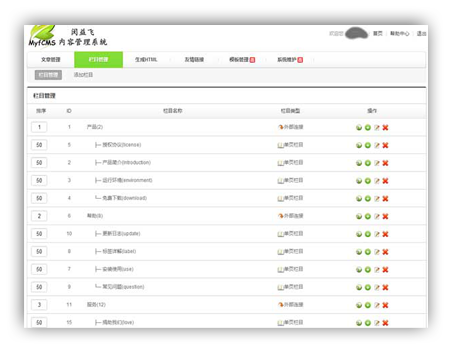 闵益飞
MyfCMS 内容管理系统
欢迎您 首页 | 帮助中心 | 退出
文章管理 栏目管理 生成HTML 友情链接 模板管理 系统维护
栏目管理 添加栏目
栏目管理
排序 ID 栏目名称 栏目类型 操作
1 1 产品(2) 外部连接
50 5 ├─ 授权协议(license) 单页栏目
50 2 ├─ 产品简介(introduction) 单页栏目
50 3 ├─ 运行环境(environment) 单页栏目
50 4 └─ 免费下载(download) 单页栏目
2 6 帮助(6) 外部连接
50 10 ├─ 更新日志(update) 单页栏目
50 8 ├─ 标签详解(label) 单页栏目
50 7 ├─ 安装使用(use) 单页栏目
50 9 └─ 常见问题(question) 单页栏目
3 11 服务(12) 外部连接
50 15 ├─ 捐助我们(love) 单页栏目